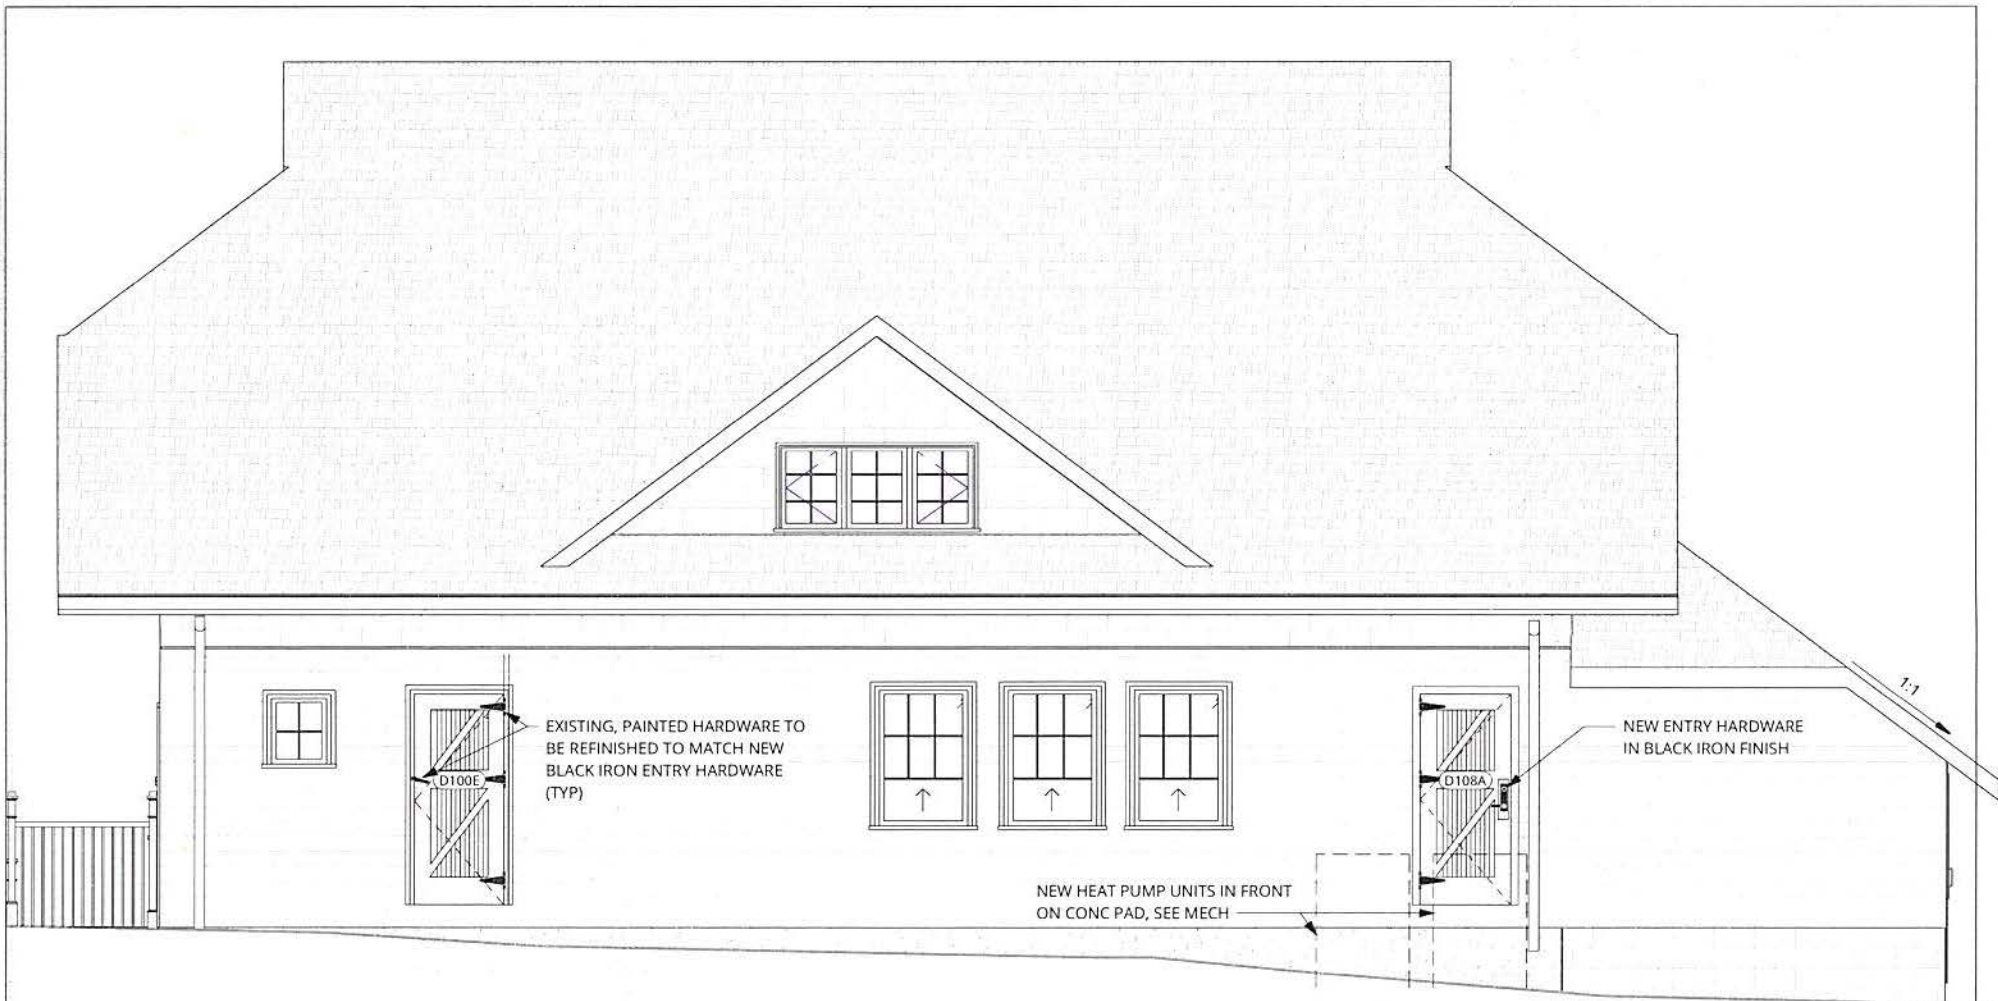 1:1
EXISTING, PAINTED HARDWARE TO
BE REFINISHED TO MATCH NEW
BLACK IRON ENTRY HARDWARE
(TYP)
D100E
NEW ENTRY HARDWARE
IN BLACK IRON FINISH
D108A
NEW HEAT PUMP UNITS IN FRONT
ON CONC PAD, SEE MECH